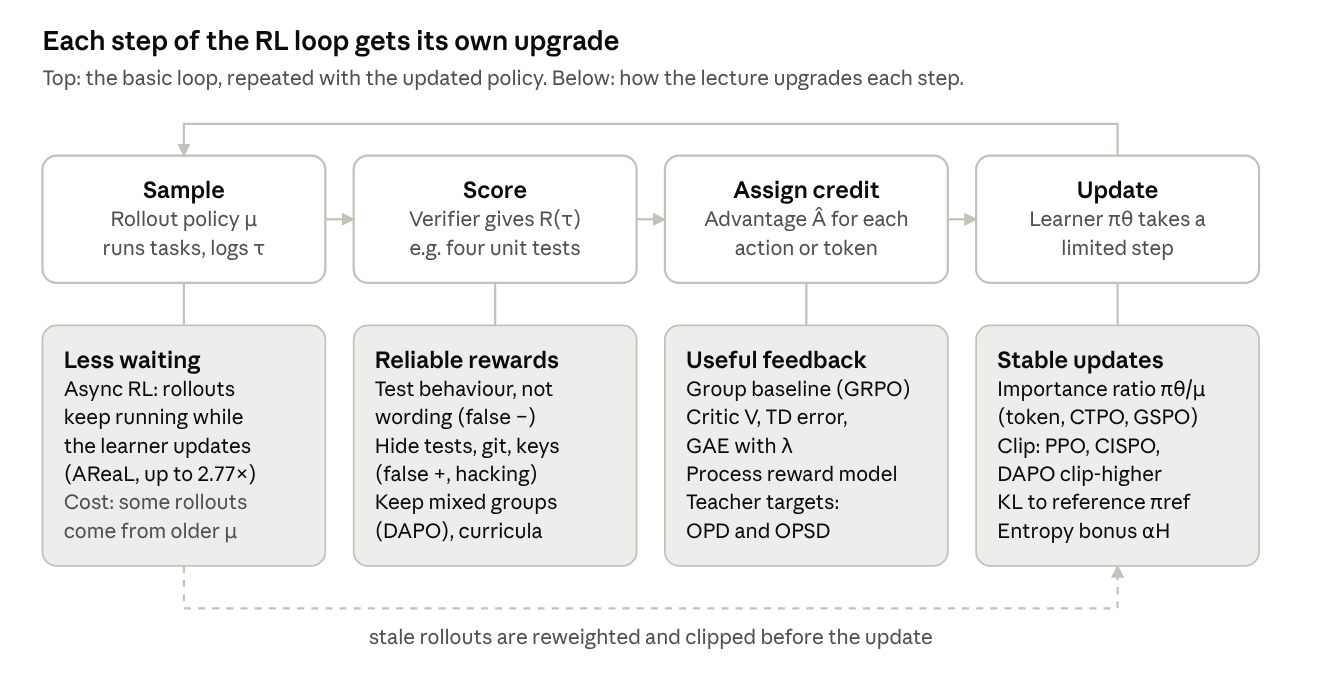 Each step of the RL loop gets its own upgrade
Top: the basic loop, repeated with the updated policy. Below: how the lecture upgrades each step.
Sample
Rollout policy μ
runs tasks, logs τ
Score
Verifier gives R(τ)
e.g. four unit tests
Assign credit
Advantage Â for each
action or token
Update
Learner πθ takes a
limited step
Less waiting
Async RL: rollouts
keep running while
the learner updates
(AReaL, up to 2.77×)
Cost: some rollouts
come from older μ
Reliable rewards
Test behaviour, not
wording (false −)
Hide tests, git, keys
(false +, hacking)
Keep mixed groups
(DAPO), curricula
Useful feedback
Group baseline (GRPO)
Critic V, TD error,
GAE with λ
Process reward model
Teacher targets:
OPD and OPSD
Stable updates
Importance ratio πθ/μ
(token, CTPO, GSPO)
Clip: PPO, CISPO,
DAPO clip-higher
KL to reference πref
Entropy bonus αH
stale rollouts are reweighted and clipped before the update